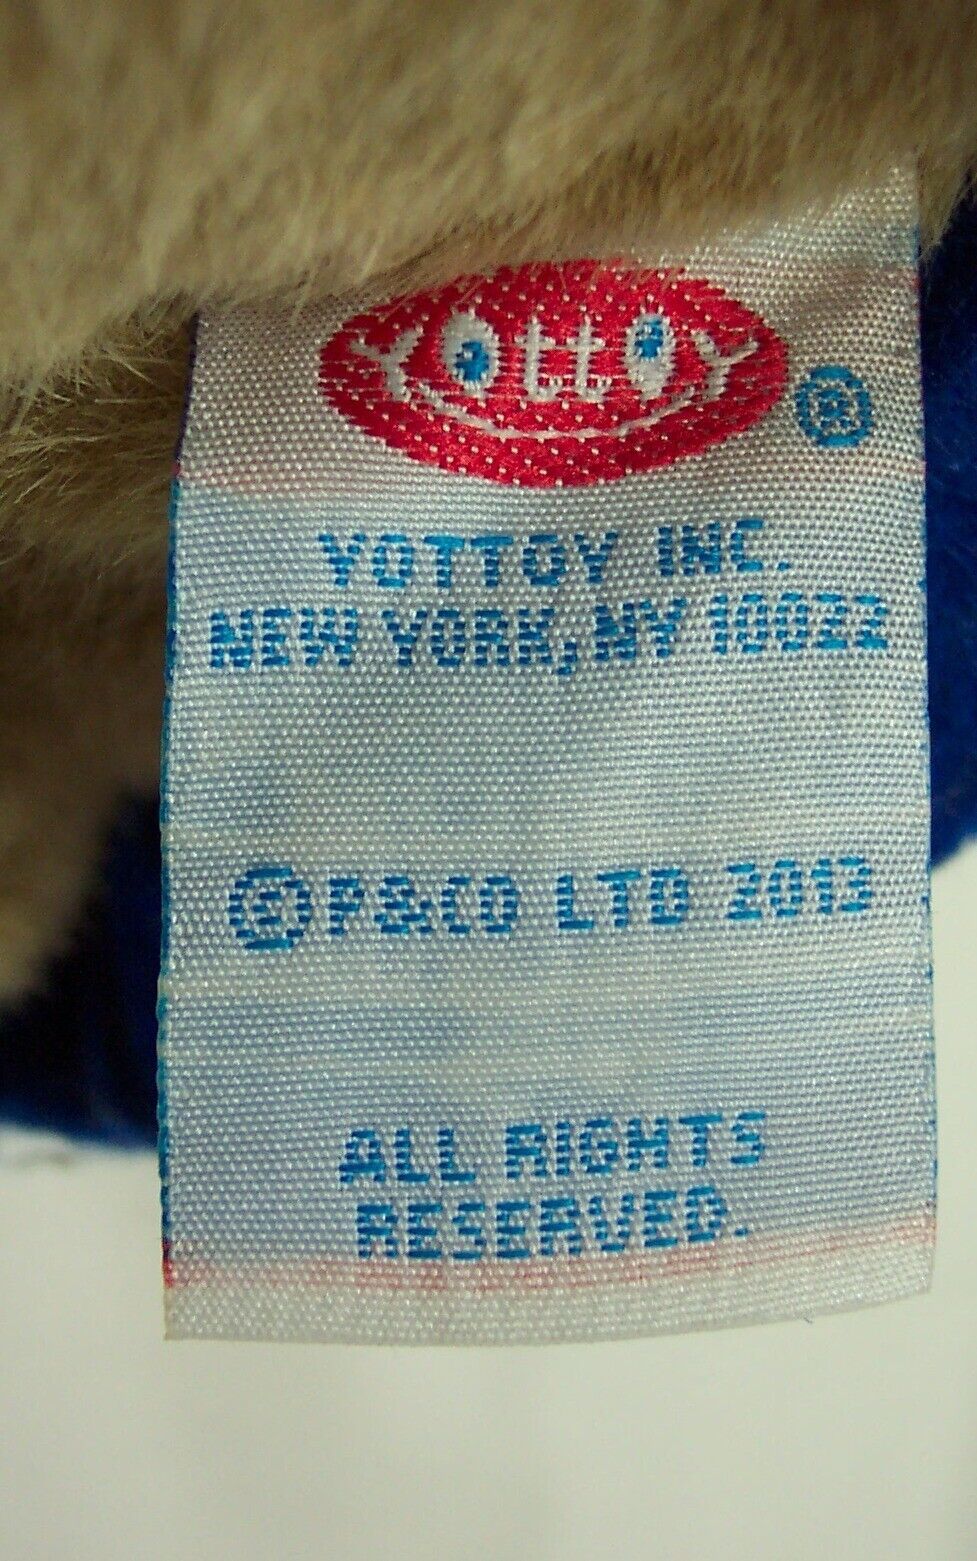 Yottoy ®
YOTTOY INC.
NEW YORK, NY 10022
© P&CO LTD 2013
ALL RIGHTS
RESERVED.